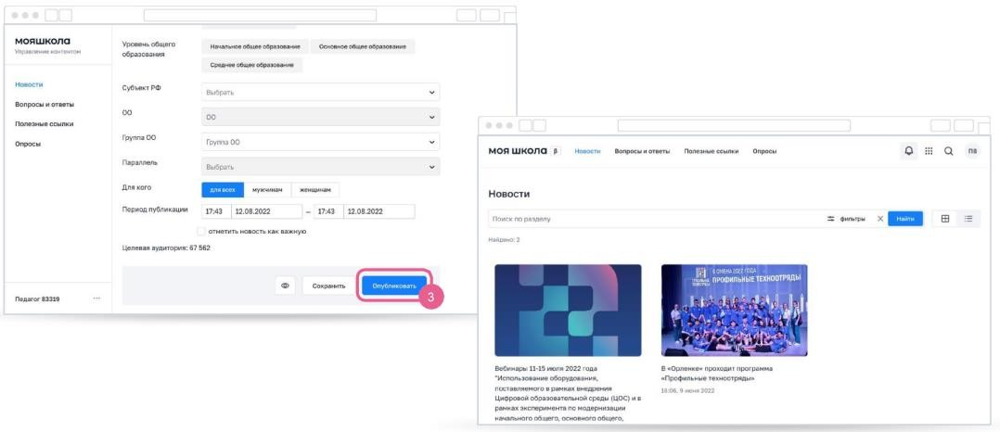 МОЯШКОЛА
Управление контентом
Новости
Вопросы и ответы
Полезные ссылки
Опросы
Педагог 83319
...
Уровень общего
образования
Начальное общее образование
Основное общее образование
Среднее общее образование
Субъект РФ
Выбрать
ОО
ОО
Группа ОО
Группа ОО
Параллель
Выбрать
Для кого
для всех мужчинам женщинам
Период публикации
17:43 12.08.2022 – 17:43 12.08.2022
отметить новость как важную
Целевая аудитория: 67 562
Сохранить
Опубликовать
3
МОЯ ШКОЛА β Новости Вопросы и ответы Полезные ссылки Опросы ПВ
Новости
Поиск по разделу
фильтры
Найти
Найдено: 2
Вебинары 11-15 июля 2022 года
"Использование оборудования,
поставляемого в рамках внедрения
Цифровой образовательной среды (ЦОС) и в
рамках эксперимента по модернизации
начального общего, основного общего,
6 СМЕНА 2022 ГОДА
ПРОФИЛЬНЫЕ ТЕХНООТРЯДЫ
В «Орленке» проходит программа
«Профильные техноотряды»
16:06, 9 июня 2022